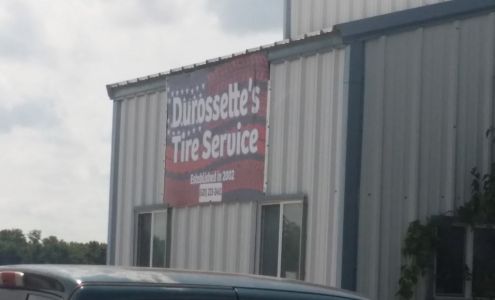 Durossette's
Tire Service
Established in 2002